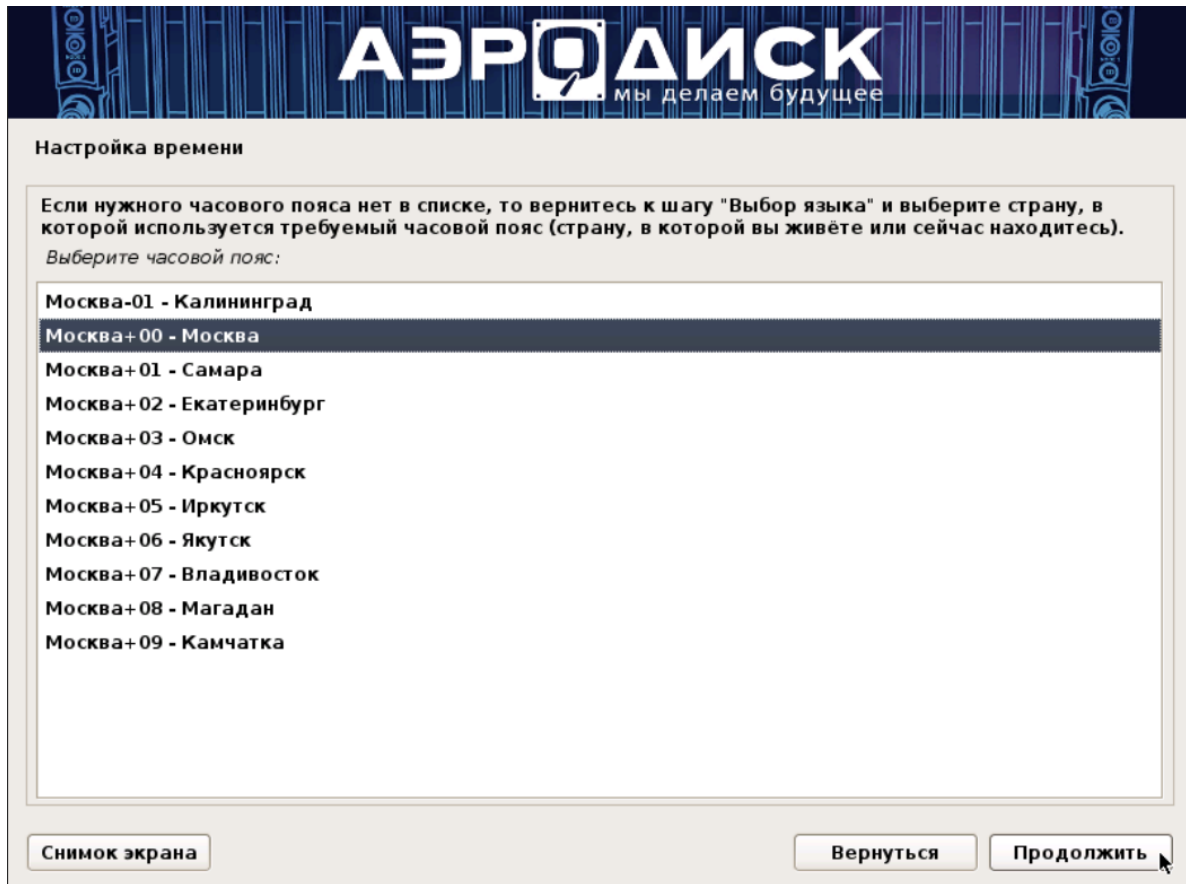 АЭРОДИСК
мы делаем будущее
Настройка времени
Если нужного часового пояса нет в списке, то вернитесь к шагу "Выбор языка" и выберите страну, в
которой используется требуемый часовой пояс (страну, в которой вы живёте или сейчас находитесь).
Выберите часовой пояс:
Москва-01 - Калининград
Москва+00 - Москва
Москва+01 - Самара
Москва+02 - Екатеринбург
Москва+03 - Омск
Москва+04 - Красноярск
Москва+05 - Иркутск
Москва+06 - Якутск
Москва+07 - Владивосток
Москва+08 - Магадан
Москва+09 - Камчатка
Снимок экрана
Вернуться
Продолжить